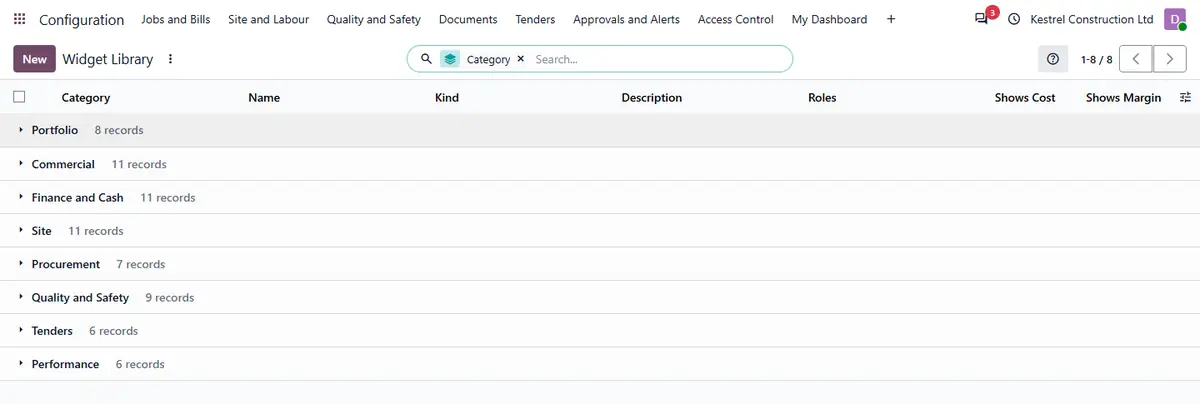 Configuration Jobs and Bills Site and Labour Quality and Safety Documents Tenders Approvals and Alerts Access Control My Dashboard + 3 Kestrel Construction Ltd D
New Widget Library Category × Search... 1-8 / 8
Category Name Kind Description Roles Shows Cost Shows Margin
Portfolio 8 records
Commercial 11 records
Finance and Cash 11 records
Site 11 records
Procurement 7 records
Quality and Safety 9 records
Tenders 6 records
Performance 6 records